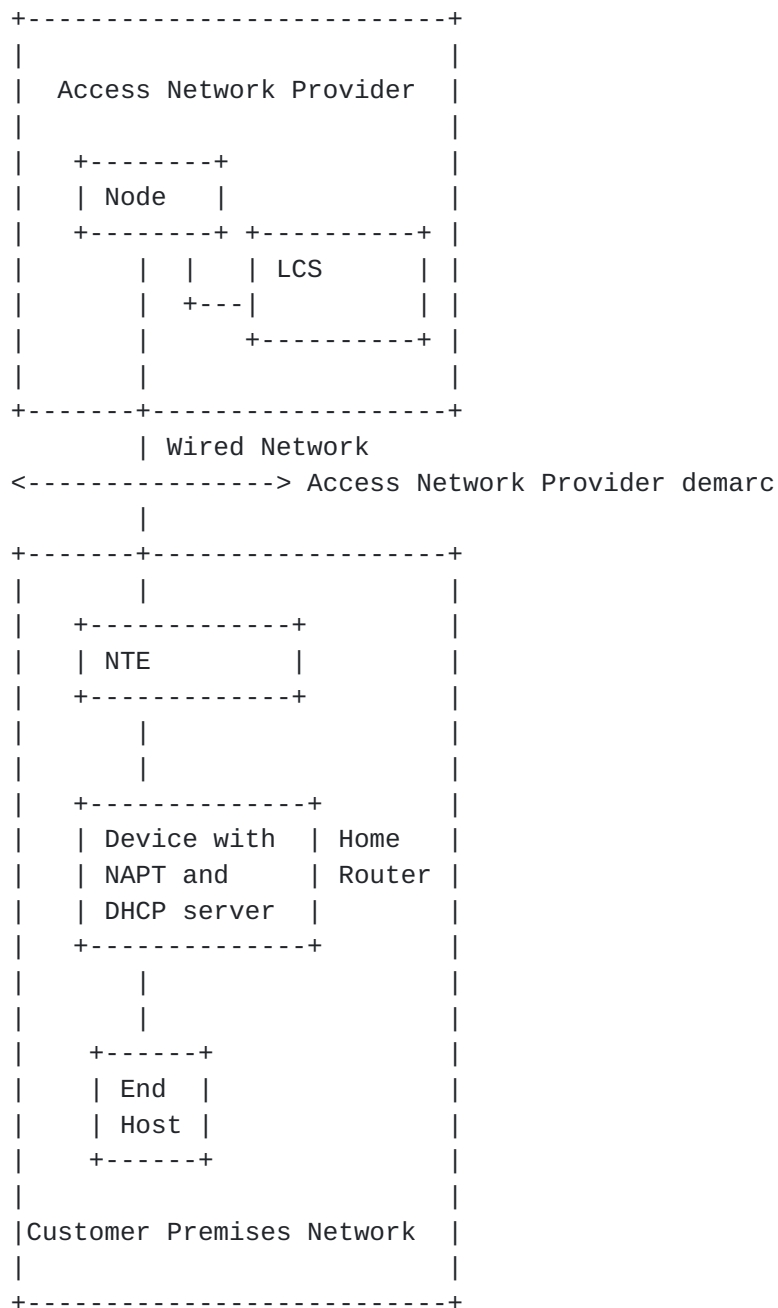 Access Network Provider
Node
LCS
Wired Network
Access Network Provider demarc
NTE
Device with
Home
NAPT and
Router
DHCP server
End
Host
Customer Premises Network